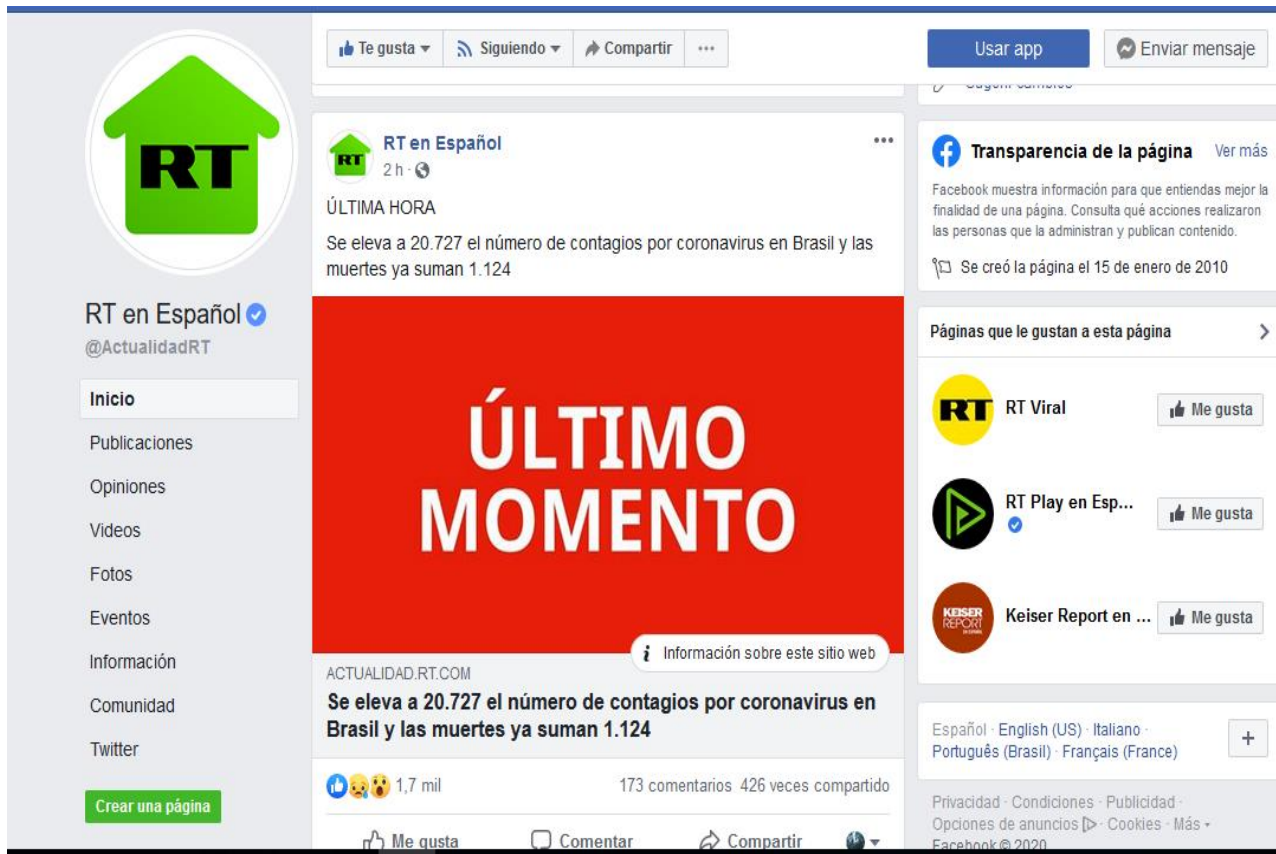 RT
RT en Español
@ActualidadRT
Inicio
Publicaciones
Opiniones
Videos
Fotos
Eventos
Información
Comunidad
Twitter
Crear una página
Te gusta
Siguiendo
Compartir
Usar app
Enviar mensaje
RT
RT en Español
2 h
ÚLTIMA HORA
Se eleva a 20.727 el número de contagios por coronavirus en Brasil y las
muertes ya suman 1.124
ÚLTIMO
MOMENTO
Información sobre este sitio web
ACTUALIDAD.RT.COM
Se eleva a 20.727 el número de contagios por coronavirus en
Brasil y las muertes ya suman 1.124
1,7 mil
173 comentarios 426 veces compartido
Me gusta
Comentar
Compartir
Transparencia de la página
Ver más
Facebook muestra información para que entiendas mejor la
finalidad de una página. Consulta qué acciones realizaron
las personas que la administran y publican contenido.
Se creó la página el 15 de enero de 2010
Páginas que le gustan a esta página
RT
RT Viral
Me gusta
RT Play en Esp...
Me gusta
KEISER
REPORT
Keiser Report en ...
Me gusta
Español · English (US) · Italiano ·
Português (Brasil) · Français (France)
Privacidad · Condiciones · Publicidad ·
Opciones de anuncios · Cookies · Más
Facebook © 2020